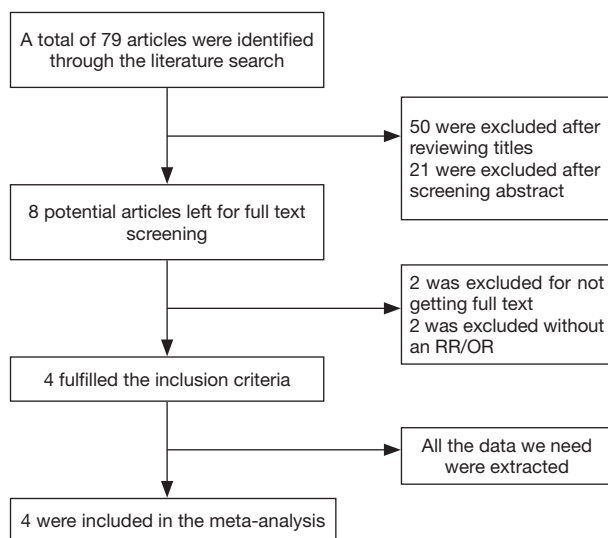 A total of 79 articles were identified
through the literature search
50 were excluded after
reviewing titles
21 were excluded after
screening abstract
8 potential articles left for full text
screening
2 was excluded for not
getting full text
2 was excluded without
an RR/OR
4 fulfilled the inclusion criteria
All the data we need
were extracted
4 were included in the meta-analysis